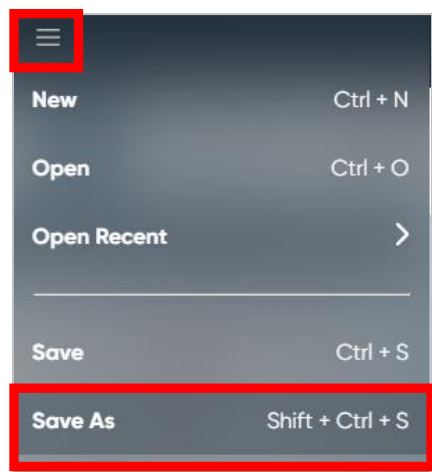 New Ctrl + N
Open Ctrl + O
Open Recent
Save Ctrl + S
Save As Shift + Ctrl + S